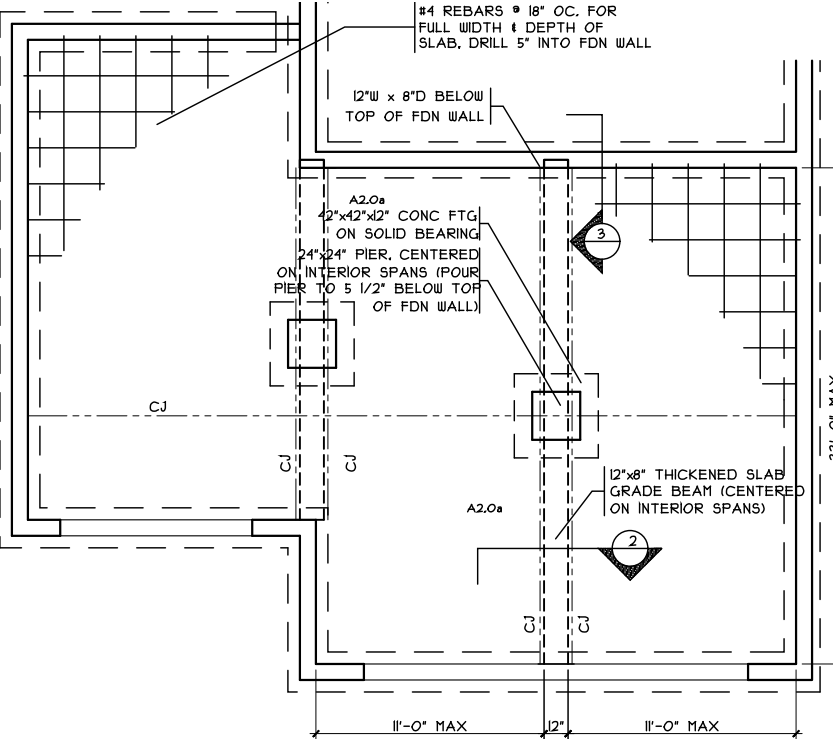 #4 REBARS @ 18" OC. FOR
FULL WIDTH & DEPTH OF
SLAB, DRILL 5" INTO FDN WALL
12"W x 8"D BELOW
TOP OF FDN WALL
A2.0a
42"x42"x12" CONC FTG
ON SOLID BEARING
3
24"x24" PIER, CENTERED
ON INTERIOR SPANS (POUR
PIER TO 5 1/2" BELOW TOP
OF FDN WALL)
CJ
CJ
CJ
12"x8" THICKENED SLAB
GRADE BEAM (CENTERED
ON INTERIOR SPANS)
A2.0a
2
CJ
CJ
11'-0" MAX
12"
11'-0" MAX
MAX